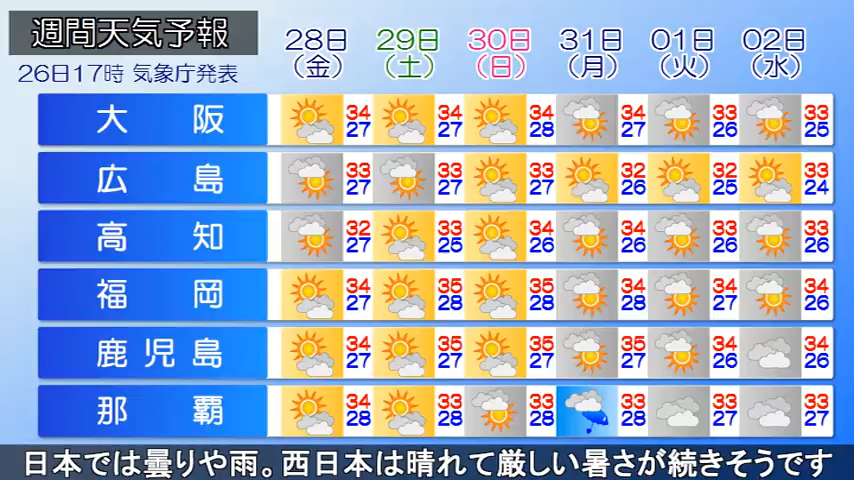 週間天気予報
26日17時 気象庁発表
28日 29日 30日 31日 01日 02日
(金) (土) (日) (月) (火) (水)
大阪 34 27 34 27 34 28 34 27 33 26 33 25
広島 33 27 33 27 33 27 32 26 32 25 33 24
高知 32 27 33 25 34 26 34 26 33 26 33 26
福岡 34 27 35 28 35 28 34 28 34 27 34 26
鹿児島 34 27 35 27 35 27 35 27 34 26 34 26
那覇 34 28 33 28 33 28 33 28 33 27 33 27
日本では曇りや雨。西日本は晴れて厳しい暑さが続きそうです